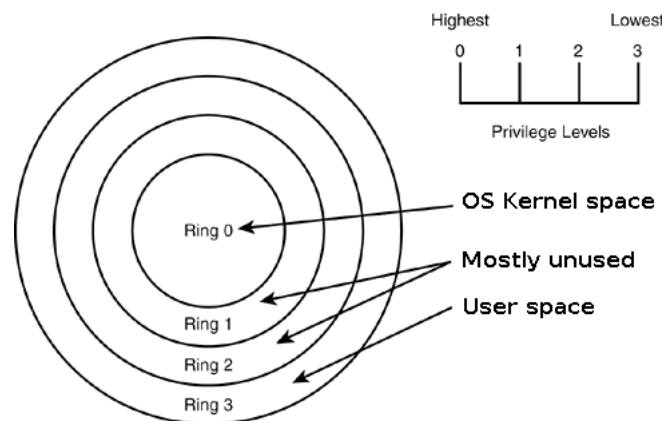 Highest Lowest
0 1 2 3
Privilege Levels
OS Kernel space
Ring 0
Mostly unused
User space
Ring 1
Ring 2
Ring 3